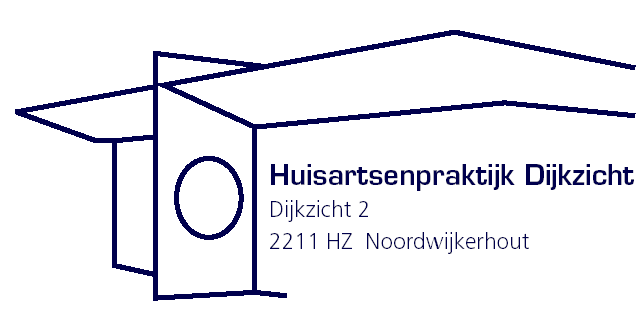 Huisartsenpraktijk Dijkzicht
Dijkzicht 2
2211 HZ  Noordwijkerhout